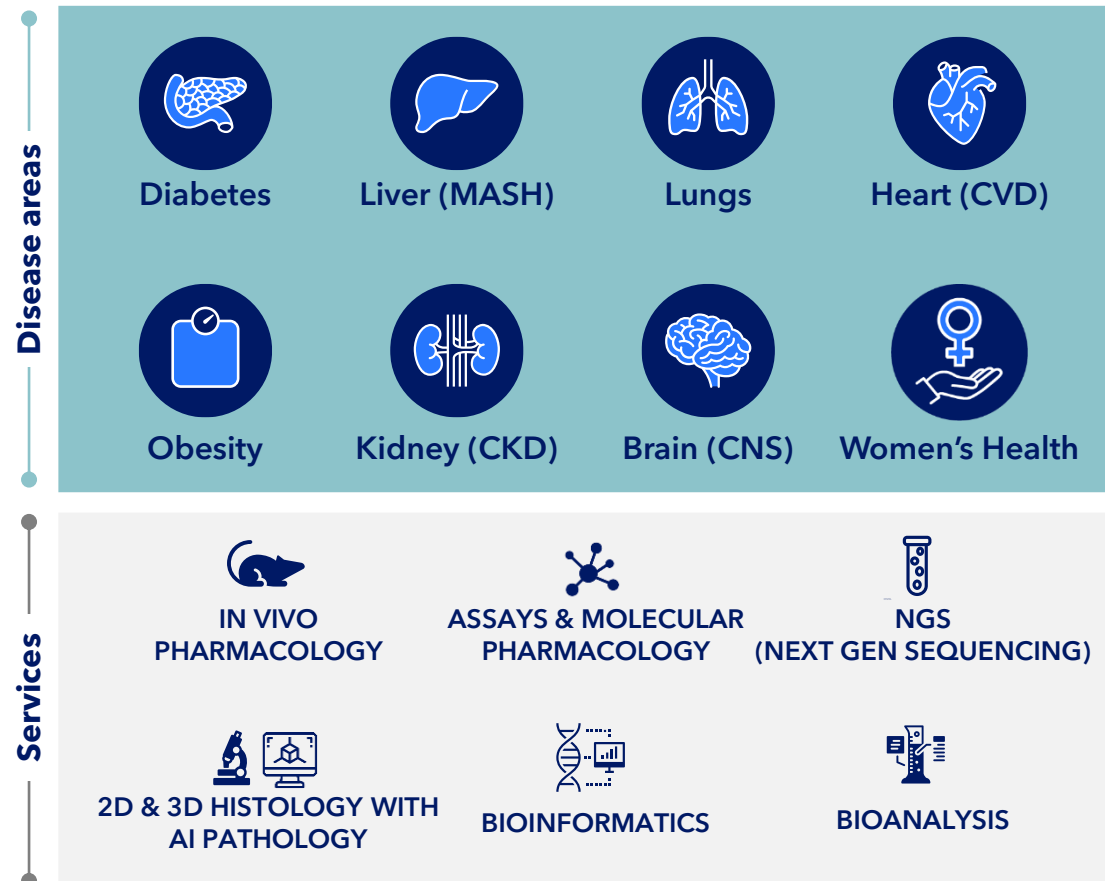 Disease areas
Diabetes
Liver (MASH)
Lungs
Heart (CVD)
Obesity
Kidney (CKD)
Brain (CNS)
Women’s Health
Services
IN VIVO
PHARMACOLOGY
ASSAYS & MOLECULAR
PHARMACOLOGY
NGS
(NEXT GEN SEQUENCING)
2D & 3D HISTOLOGY WITH
AI PATHOLOGY
BIOINFORMATICS
BIOANALYSIS